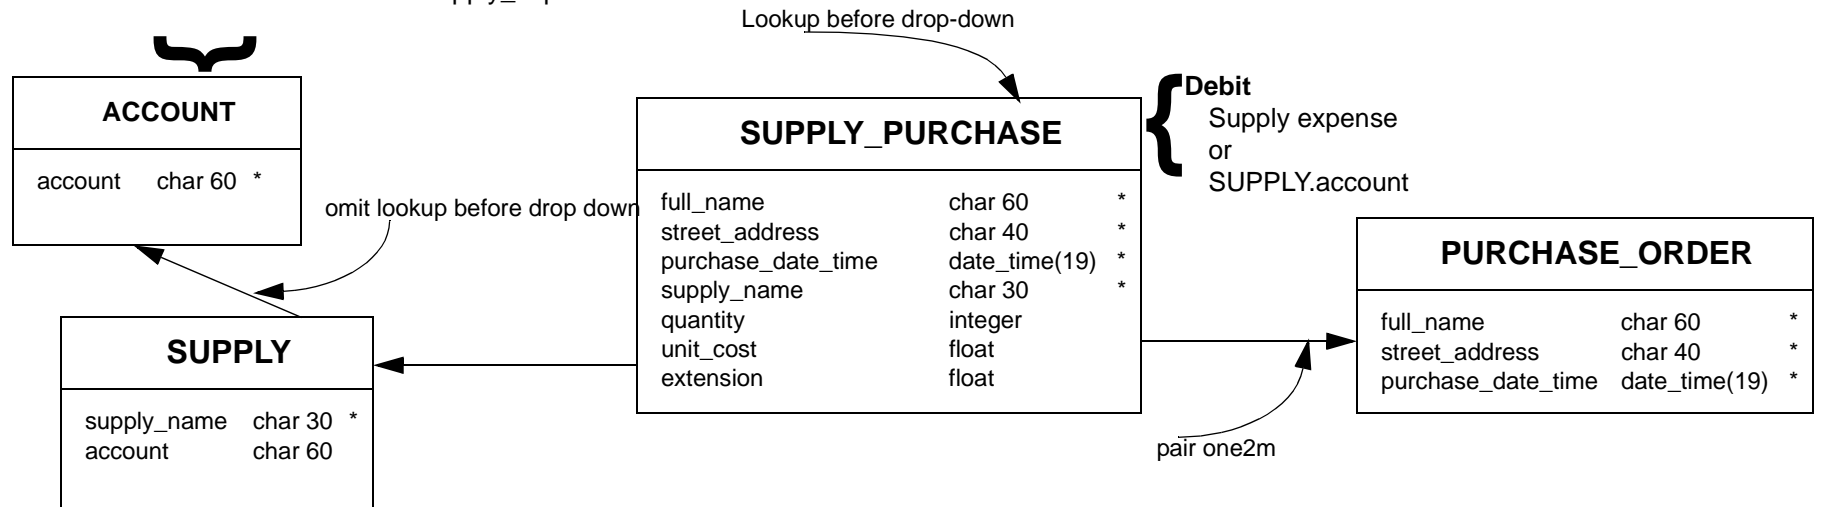 Lookup before drop-down
ACCOUNT
account char 60 *
omit lookup before drop down
SUPPLY
supply_name char 30 *
account char 60
SUPPLY_PURCHASE
full_name char 60 *
street_address char 40 *
purchase_date_time date_time(19) *
supply_name char 30 *
quantity integer
unit_cost float
extension float
{ Debit
Supply expense
or
SUPPLY.account
PURCHASE_ORDER
full_name char 60 *
street_address char 40 *
purchase_date_time date_time(19) *
pair one2m